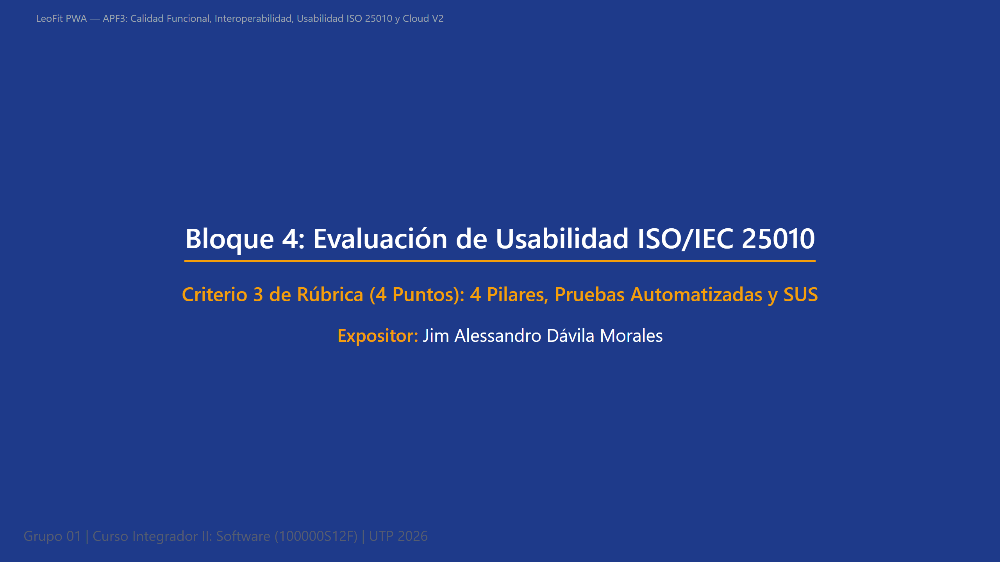 LeoFit PWA — APF3: Calidad Funcional, Interoperabilidad, Usabilidad ISO 25010 y Cloud V2
Bloque 4: Evaluación de Usabilidad ISO/IEC 25010
Criterio 3 de Rúbrica (4 Puntos): 4 Pilares, Pruebas Automatizadas y SUS
Expositor: Jim Alessandro Dávila Morales
Grupo 01 | Curso Integrador II: Software (100000S12F) | UTP 2026